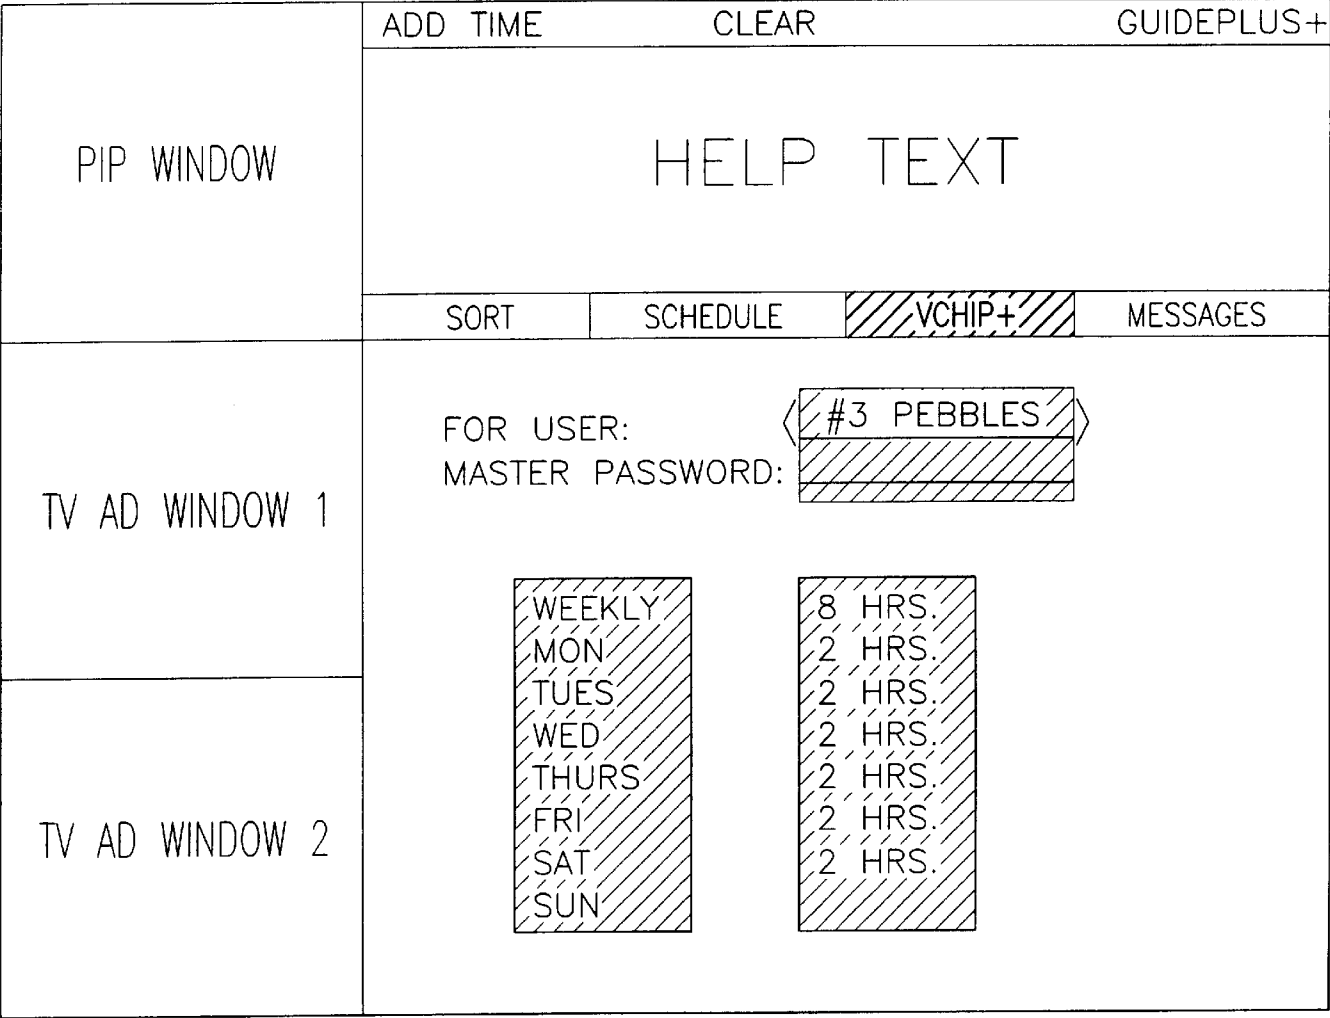 ADD TIME CLEAR GUIDEPLUS+
PIP WINDOW
HELP TEXT
SORT SCHEDULE VCHIP+ MESSAGES
FOR USER: < #3 PEBBLES >
MASTER PASSWORD:
TV AD WINDOW 1
WEEKLY 8 HRS.
MON 2 HRS.
TUES 2 HRS.
WED 2 HRS.
THURS 2 HRS.
FRI 2 HRS.
SAT 2 HRS.
SUN
TV AD WINDOW 2